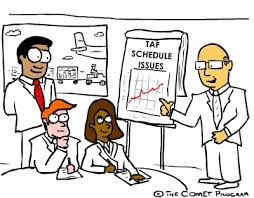 TAF
SCHEDULE
ISSUES
© THE COMET PROGRAM